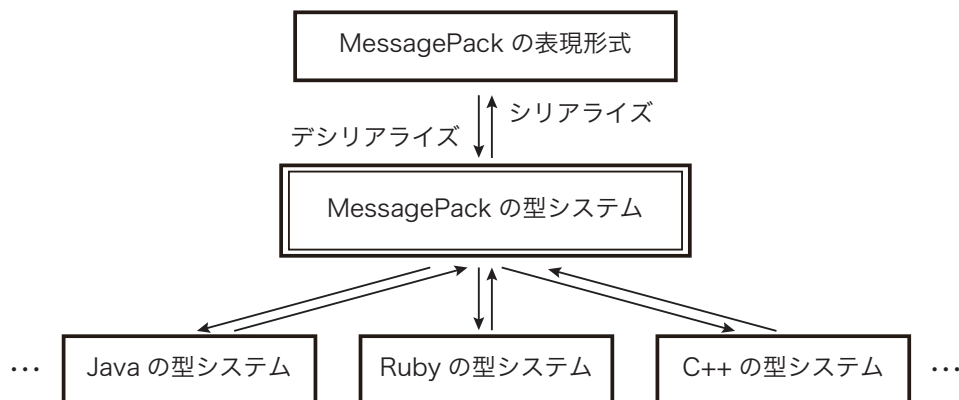 MessagePack の表現形式
シリアライズ
デシリアライズ
MessagePack の型システム
… Java の型システム Ruby の型システム C++ の型システム …